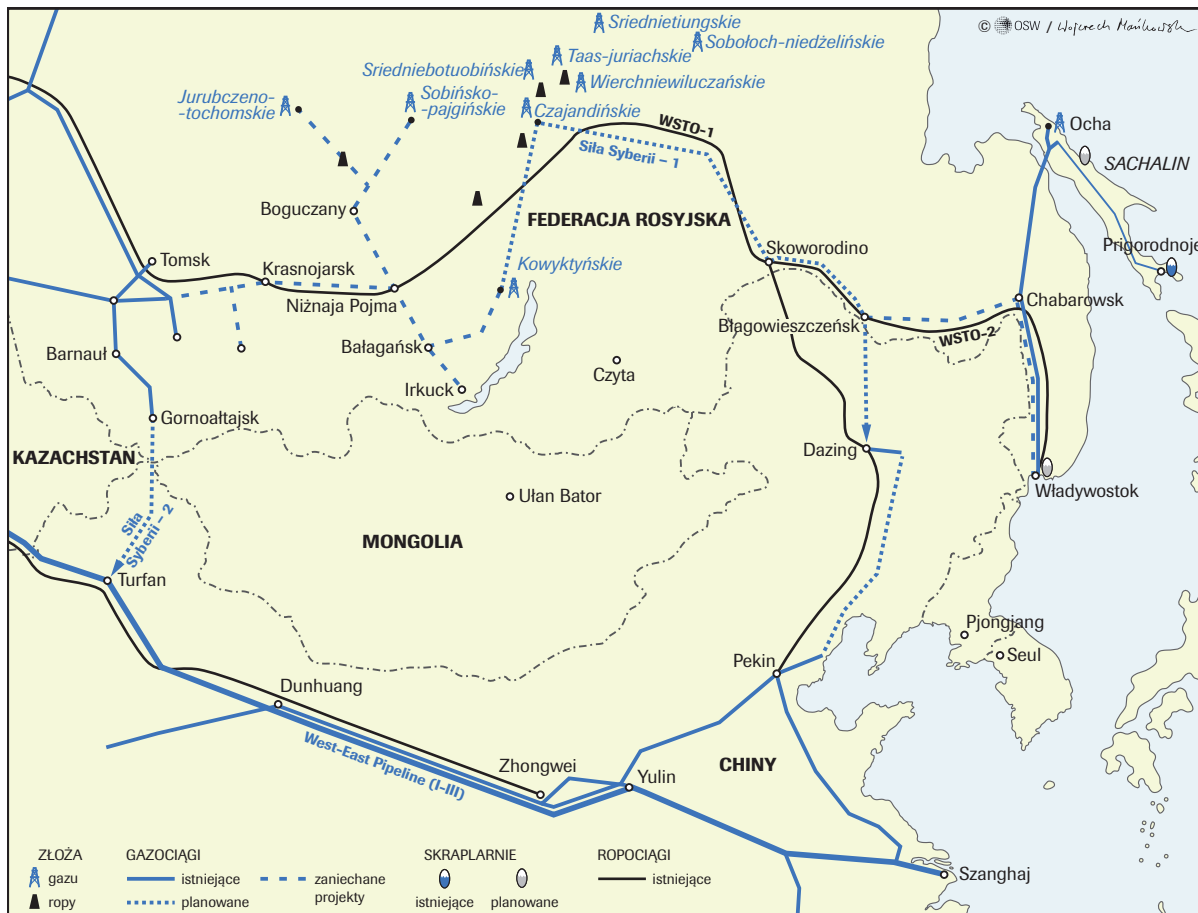 © OSW / Wojciech Mańkowski
Sriednietiungskie
Sobołoch-niedżelińskie
Taas-juriachskie
Sriedniebotuobińskie
Wierchniewiluczańskie
Jurubczeno-
-tochomskie
Sobińsko-
-pajgińskie
Czajandińskie
WSTO-1
Siła Syberii – 1
Ocha
SACHALIN
Boguczany
FEDERACJA ROSYJSKA
Tomsk
Krasnojarsk
Kowyktyńskie
Skoworodino
Prigorodnoje
Niżnaja Pojma
Chabarowsk
Błagowieszczeńsk
WSTO-2
Barnauł
Bałagańsk
Czyta
Irkuck
Gornoałtajsk
KAZACHSTAN
Dazing
Władywostok
Ułan Bator
Siła
Syberii – 2
MONGOLIA
Turfan
Pjongjang
Seul
Pekin
Dunhuang
West-East Pipeline (I-III)
Zhongwei
Yulin
CHINY
Szanghaj
ZŁOŻA
gazu
ropy
GAZOCIĄGI
istniejące
planowane
zaniechane
projekty
SKRAPLARNIE
istniejące
planowane
ROPOCIĄGI
istniejące